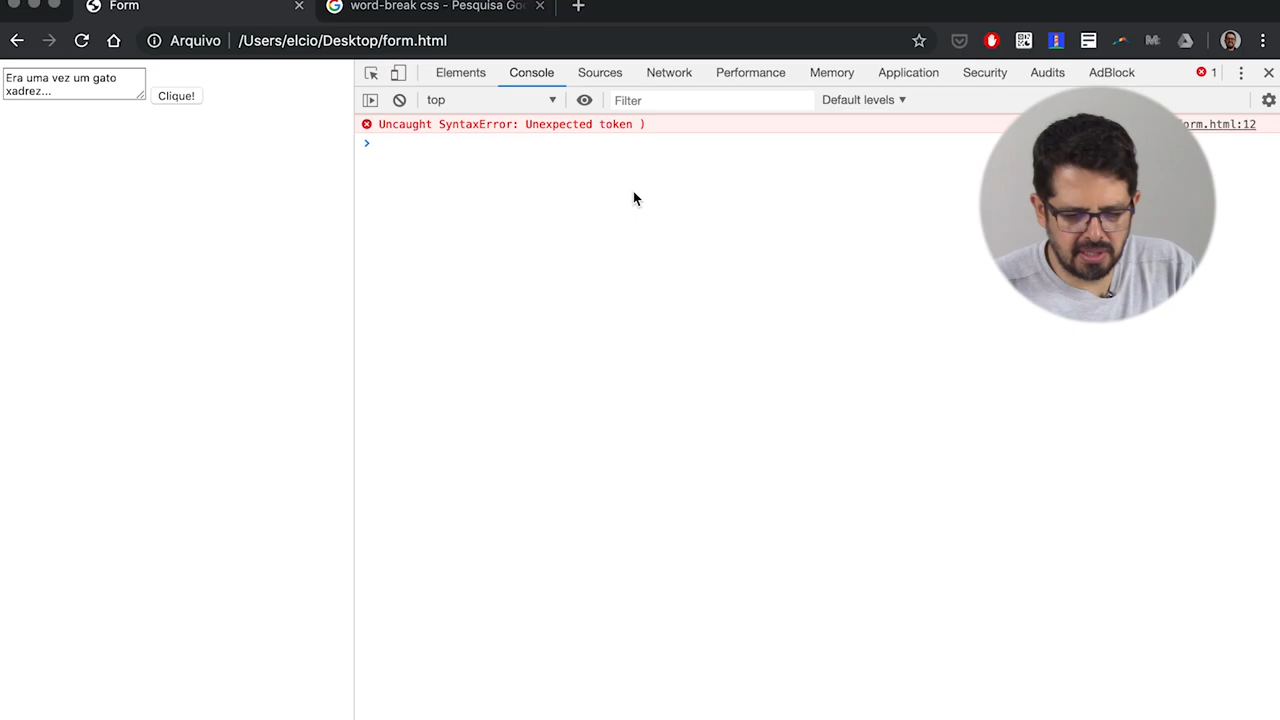 Form
word-break css - Pesquisa Goo
Arquivo
/Users/elcio/Desktop/form.html
Era uma vez um gato
xadrez...
Clique!
Elements
Console
Sources
Network
Performance
Memory
Application
Security
Audits
AdBlock
1
top
Filter
Default levels
Uncaught SyntaxError: Unexpected token )
orm.html:12